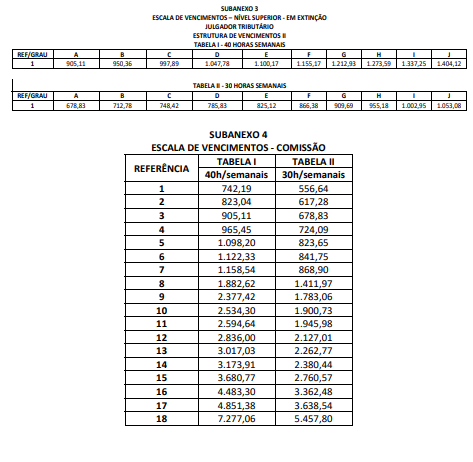 SUBANEXO 3
ESCALA DE VENCIMENTOS – NÍVEL SUPERIOR - EM EXTINÇÃO
JULGADOR TRIBUTÁRIO
ESTRUTURA DE VENCIMENTOS II
TABELA I - 40 HORAS SEMANAIS
REF/GRAU A B C D E F G H I J
1 905,11 950,36 997,89 1.047,78 1.100,17 1.155,17 1.212,93 1.273,59 1.337,25 1.404,12
TABELA II - 30 HORAS SEMANAIS
REF/GRAU A B C D E F G H I J
1 678,83 712,78 748,42 785,83 825,12 866,38 909,69 955,18 1.002,95 1.053,08
SUBANEXO 4
ESCALA DE VENCIMENTOS - COMISSÃO
REFERÊNCIA TABELA I TABELA II
40h/semanais 30h/semanais
1 742,19 556,64
2 823,04 617,28
3 905,11 678,83
4 965,45 724,09
5 1.098,20 823,65
6 1.122,33 841,75
7 1.158,54 868,90
8 1.882,62 1.411,97
9 2.377,42 1.783,06
10 2.534,30 1.900,73
11 2.594,64 1.945,98
12 2.836,00 2.127,01
13 3.017,03 2.262,77
14 3.173,91 2.380,44
15 3.680,77 2.760,57
16 4.483,30 3.362,48
17 4.851,38 3.638,54
18 7.277,06 5.457,80